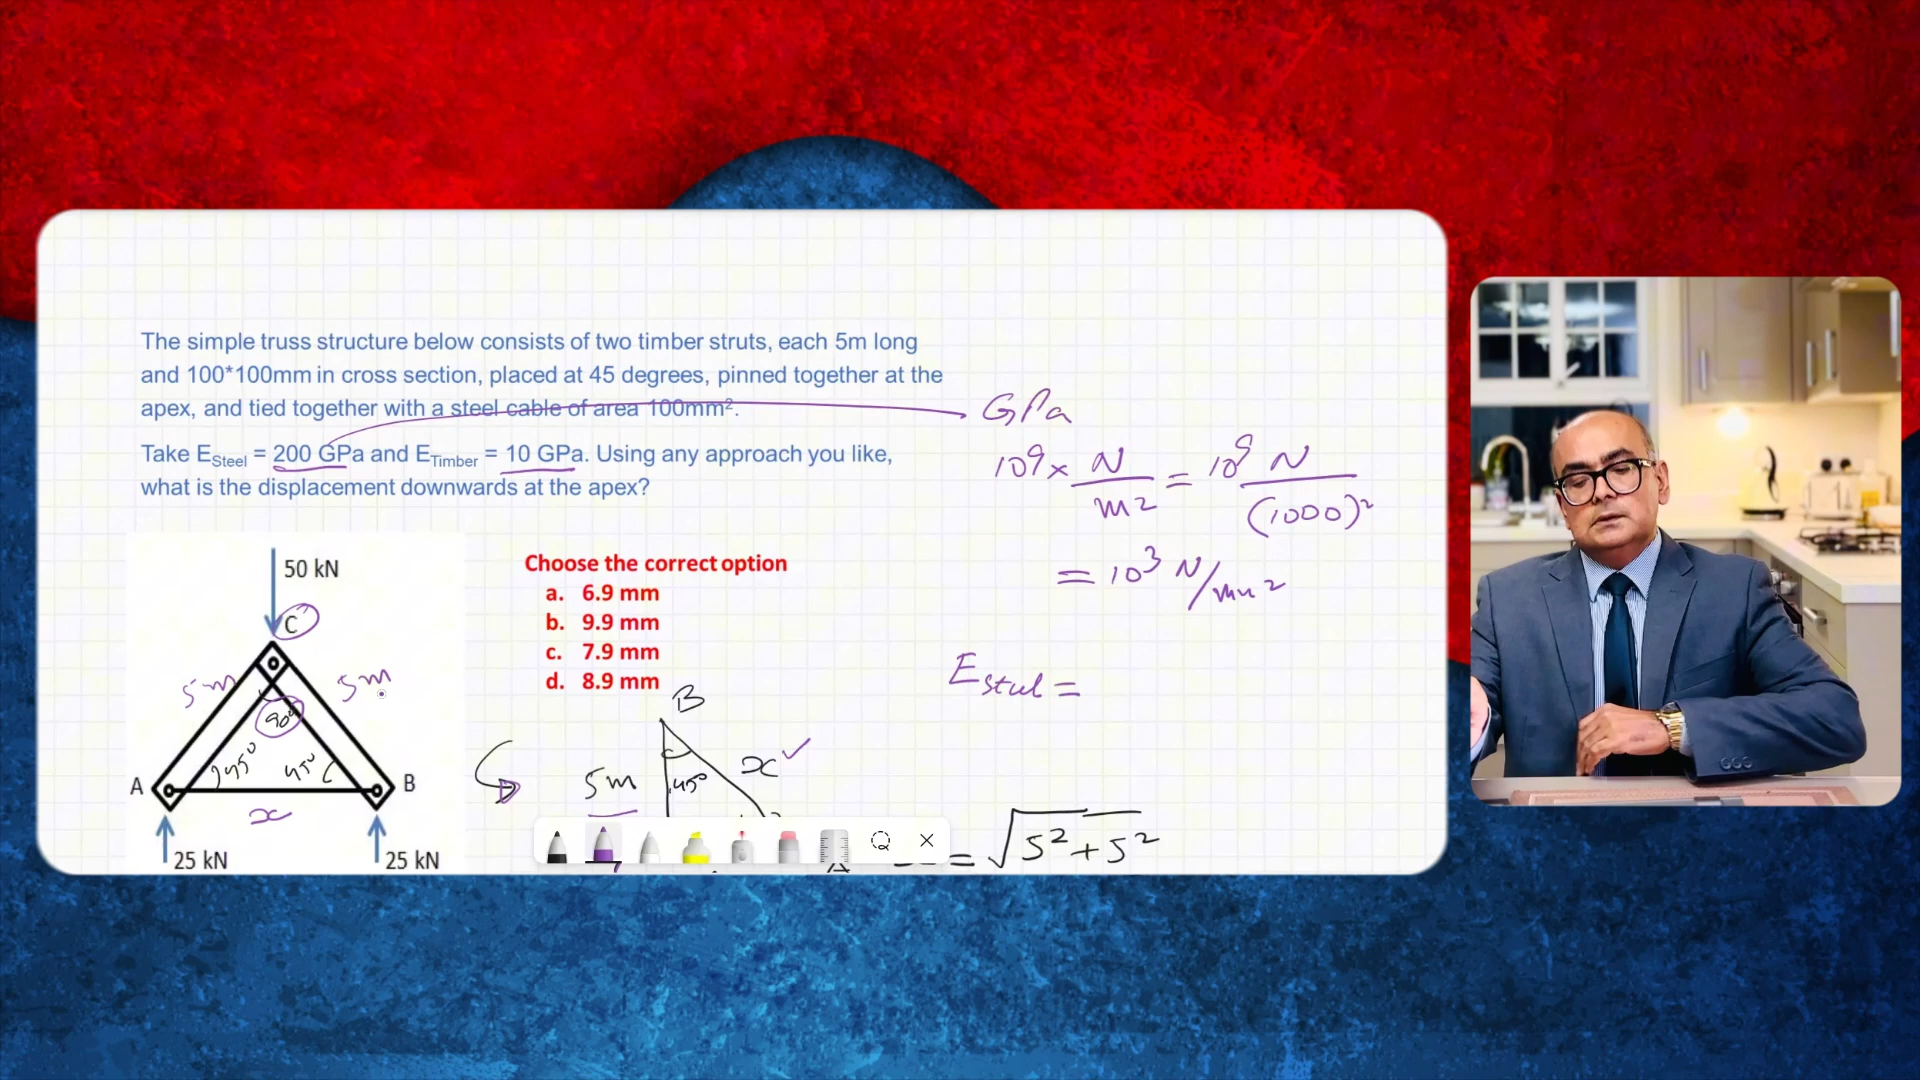 The simple truss structure below consists of two timber struts, each 5m long
and 100*100mm in cross section, placed at 45 degrees, pinned together at the
apex, and tied together with a steel cable of area 100mm².
Take E_Steel = 200 GPa and E_Timber = 10 GPa. Using any approach you like,
what is the displacement downwards at the apex?
GPa
10⁹ × N/m² = 10⁹ N/(1000)²
= 10³ N/mm²
E_steel =
50 kN
C
5m
5m
90°
45°
45°
A
B
x
25 kN
25 kN
Choose the correct option
a. 6.9 mm
b. 9.9 mm
c. 7.9 mm
d. 8.9 mm
B
5m
45°
x ✓
= √5²+5²